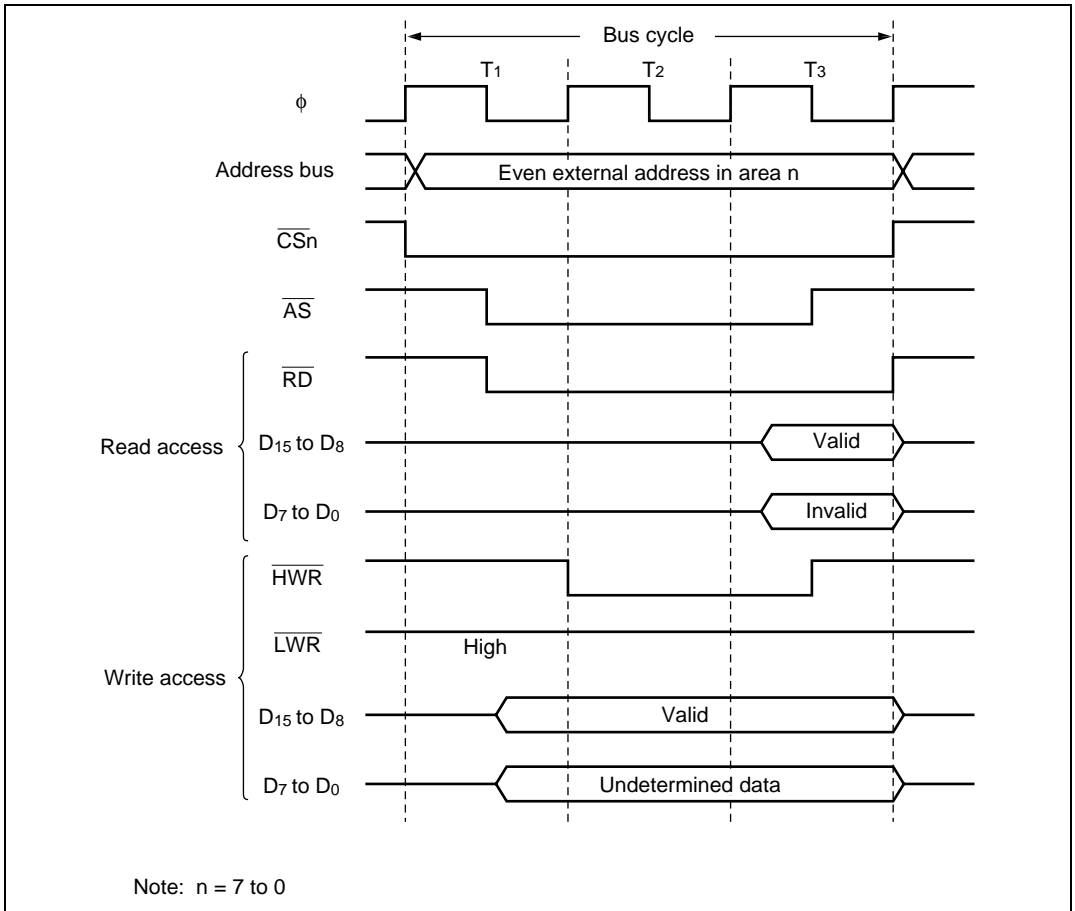 Bus cycle
T1 T2 T3
ϕ
Address bus Even external address in area n
CSn
AS
RD
Read access D15 to D8 Valid
D7 to D0 Invalid
HWR
LWR High
Write access D15 to D8 Valid
D7 to D0 Undetermined data
Note: n = 7 to 0